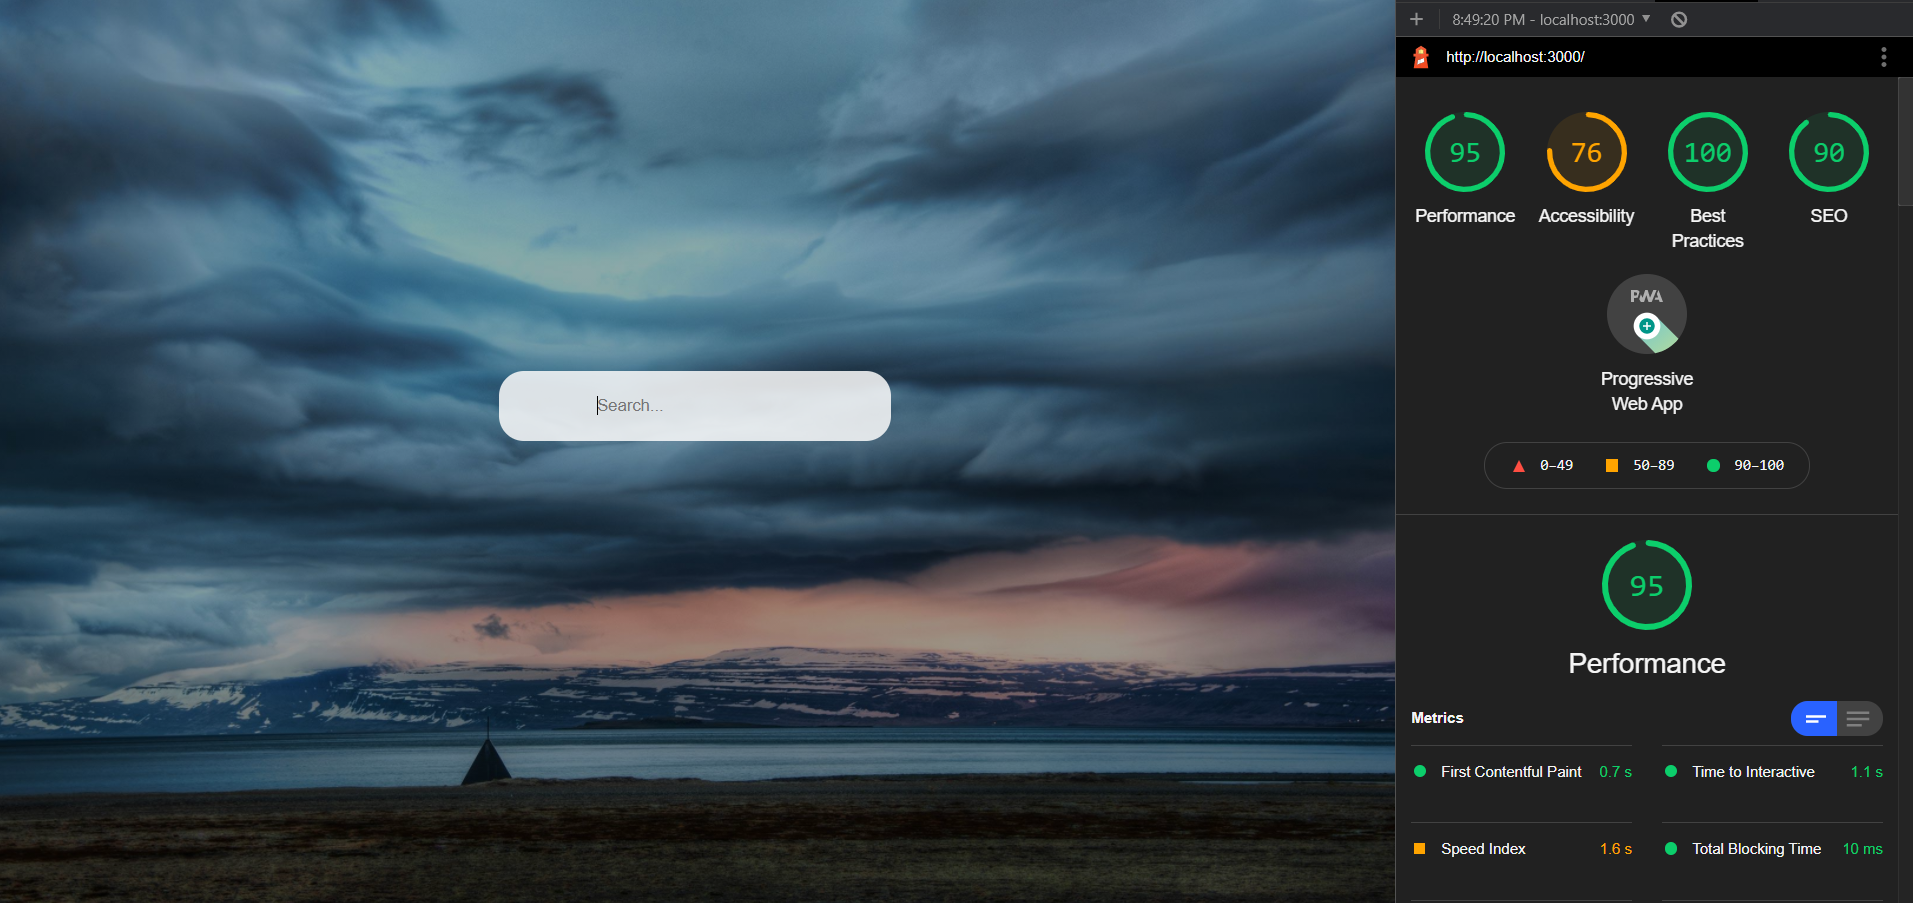 Search...
8:49:20 PM - localhost:3000
http://localhost:3000/
95
76
100
90
Performance
Accessibility
Best
Practices
SEO
PWA
Progressive
Web App
0–49
50–89
90–100
95
Performance
Metrics
First Contentful Paint 0.7 s
Time to Interactive 1.1 s
Speed Index 1.6 s
Total Blocking Time 10 ms